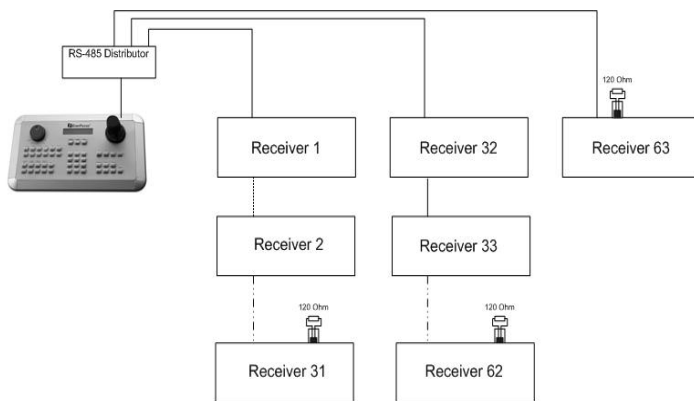 RS-485 Distributor
120 Ohm
Receiver 1
Receiver 32
Receiver 63
Receiver 2
Receiver 33
120 Ohm
120 Ohm
Receiver 31
Receiver 62